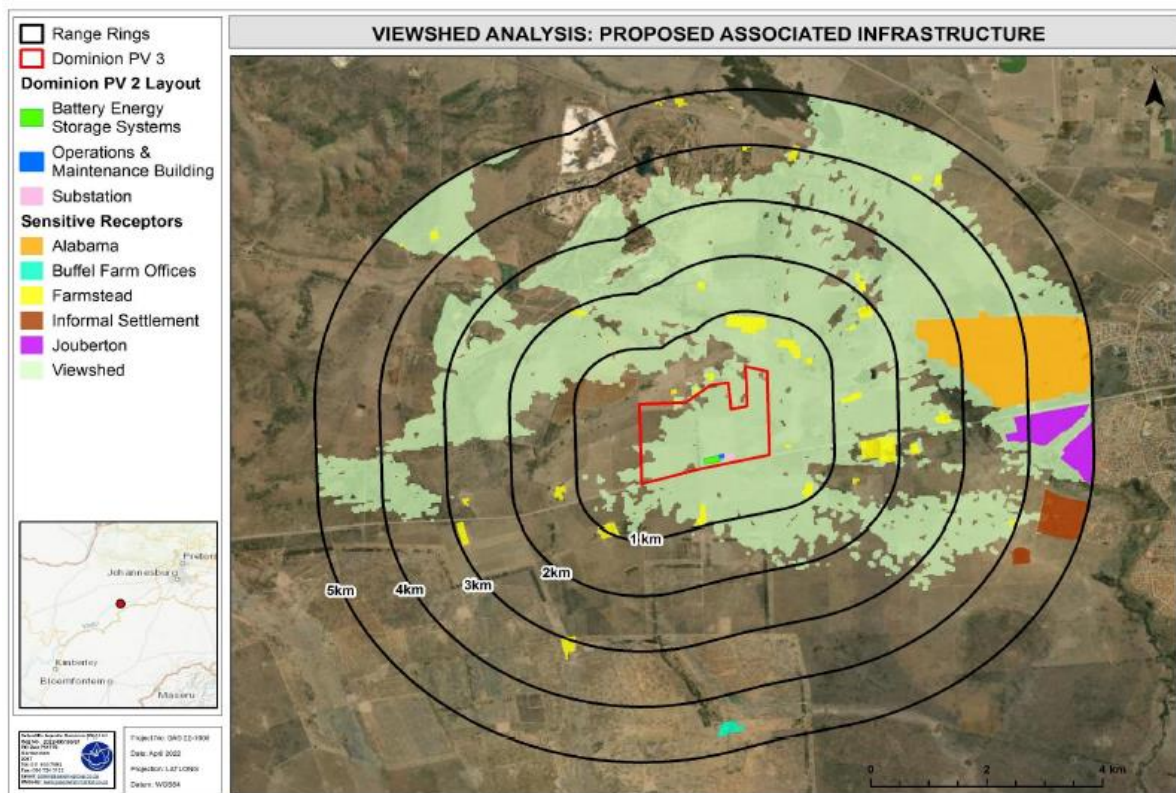 VIEWSHED ANALYSIS: PROPOSED ASSOCIATED INFRASTRUCTURE
Range Rings
Dominion PV 3
Dominion PV 2 Layout
Battery Energy
Storage Systems
Operations &
Maintenance Building
Substation
Sensitive Receptors
Alabama
Buffel Farm Offices
Farmstead
Informal Settlement
Jouberton
Viewshed
1 km
2km
3km
4km
5km
Johannesburg
Kimberley
Bloemfontein
Maseru
Date: April 2022
Projection: LAT LONG
Datum: WGS84
0 2 4 km